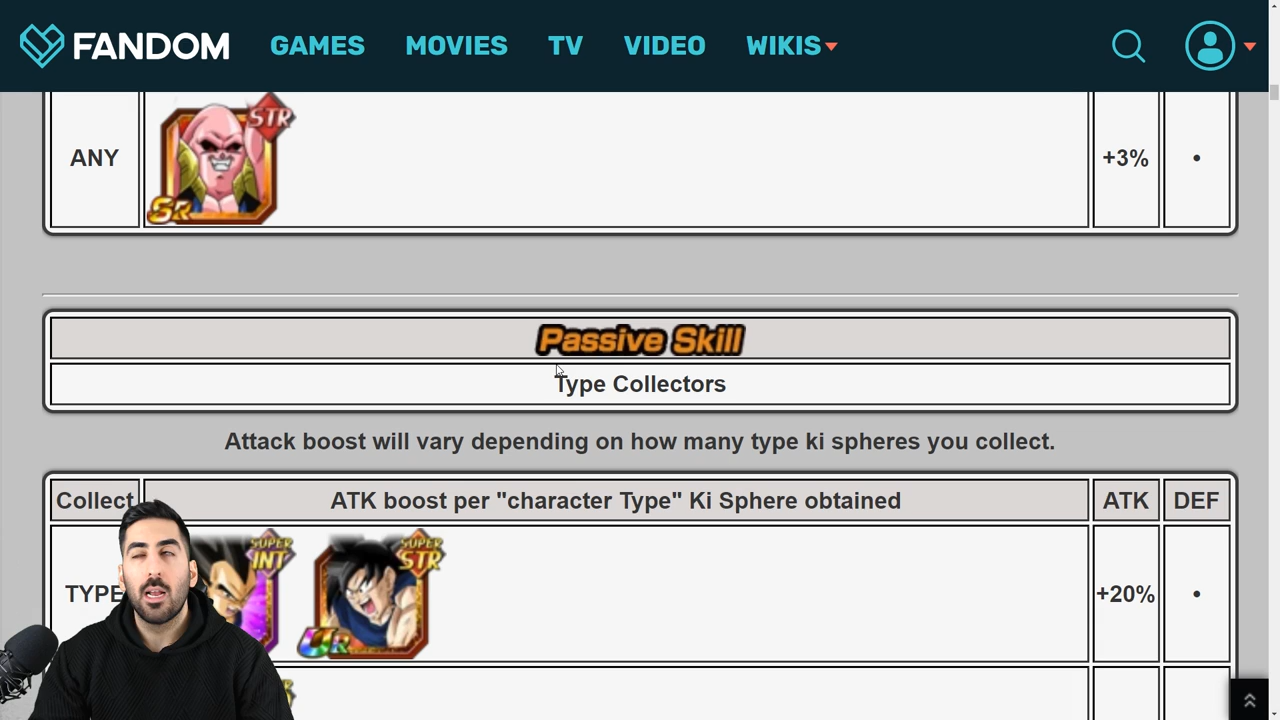 FANDOM GAMES MOVIES TV VIDEO WIKIS
ANY STR SR +3% •
Passive Skill
Type Collectors
Attack boost will vary depending on how many type ki spheres you collect.
Collect ATK boost per "character Type" Ki Sphere obtained ATK DEF
TYPE SUPER INT SUPER STR UR +20% •